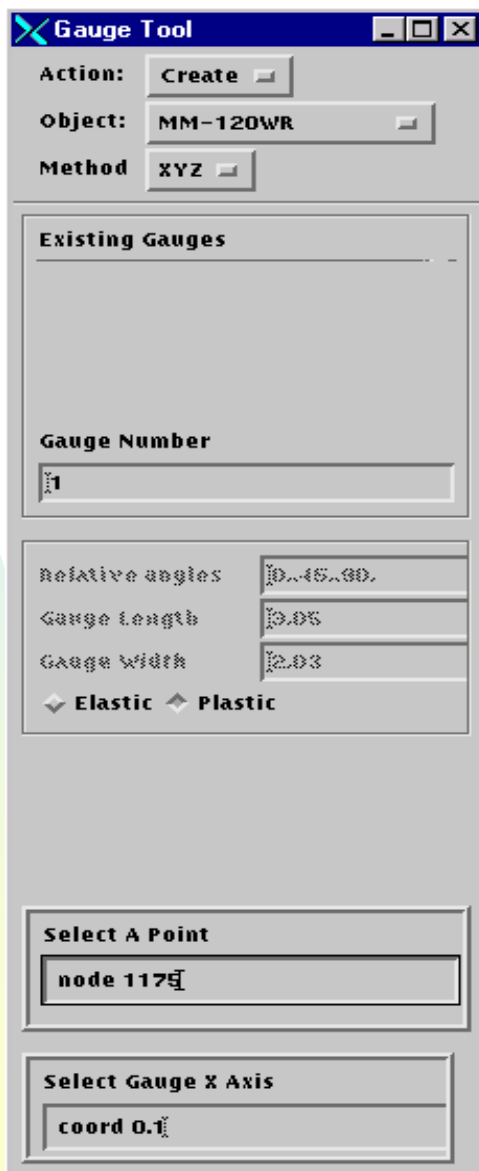 Gauge Tool
Action: Create
Object: MM-120WR
Method XYZ
Existing Gauges
Gauge Number
1
Relative angles 0.,45.,90.
Gauge Length 3.05
Gauge Width 2.03
Elastic Plastic
Select A Point
node 1175
Select Gauge X Axis
coord 0.1